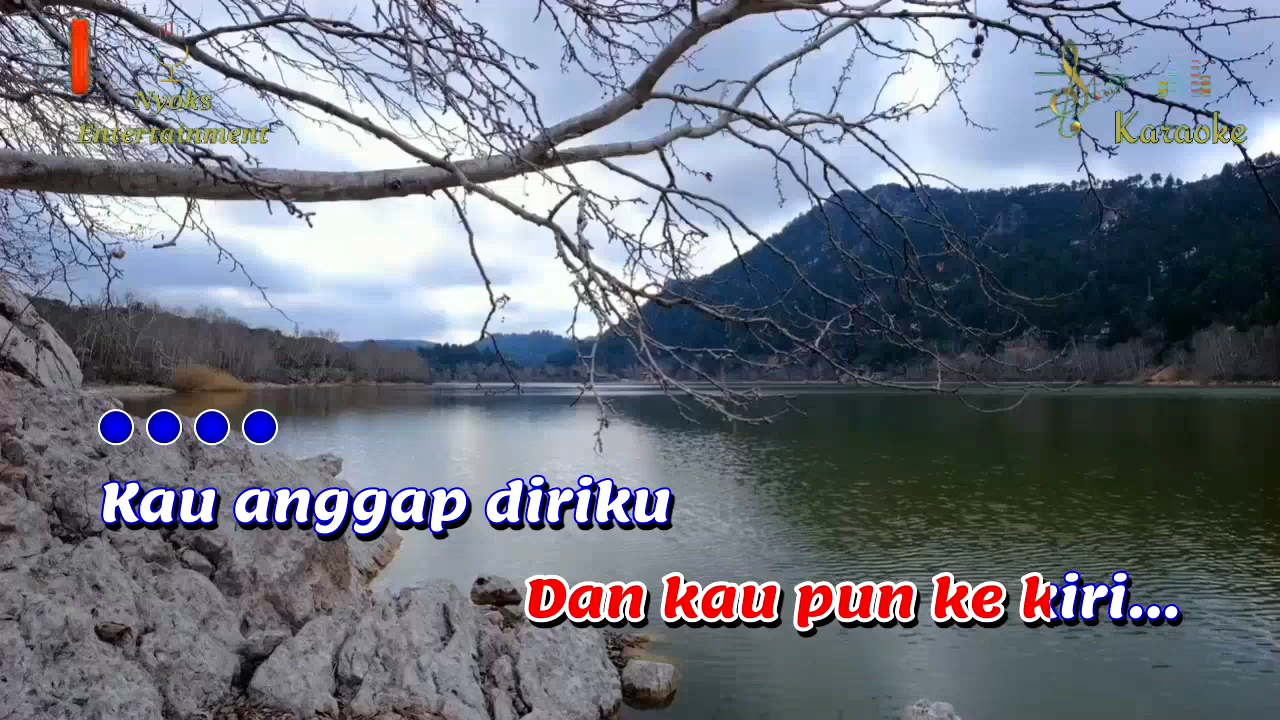 Nyoks
Entertainment
Karaoke
Kau anggap diriku
Dan kau pun ke kiri...